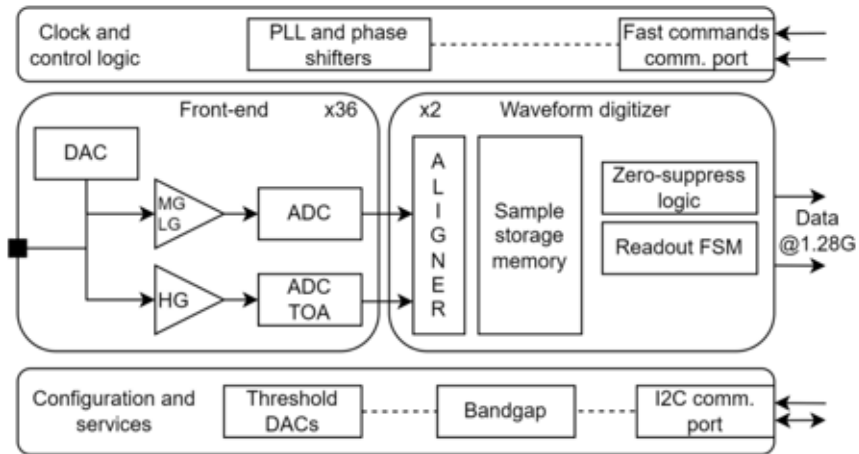 Clock and
control logic
PLL and phase
shifters
Fast commands
comm. port
Front-end
x36
DAC
MG
LG
ADC
HG
ADC
TOA
x2
Waveform digitizer
A
L
I
G
N
E
R
Sample
storage
memory
Zero-suppress
logic
Readout FSM
Data
@1.28G
Configuration and
services
Threshold
DACs
Bandgap
I2C comm.
port